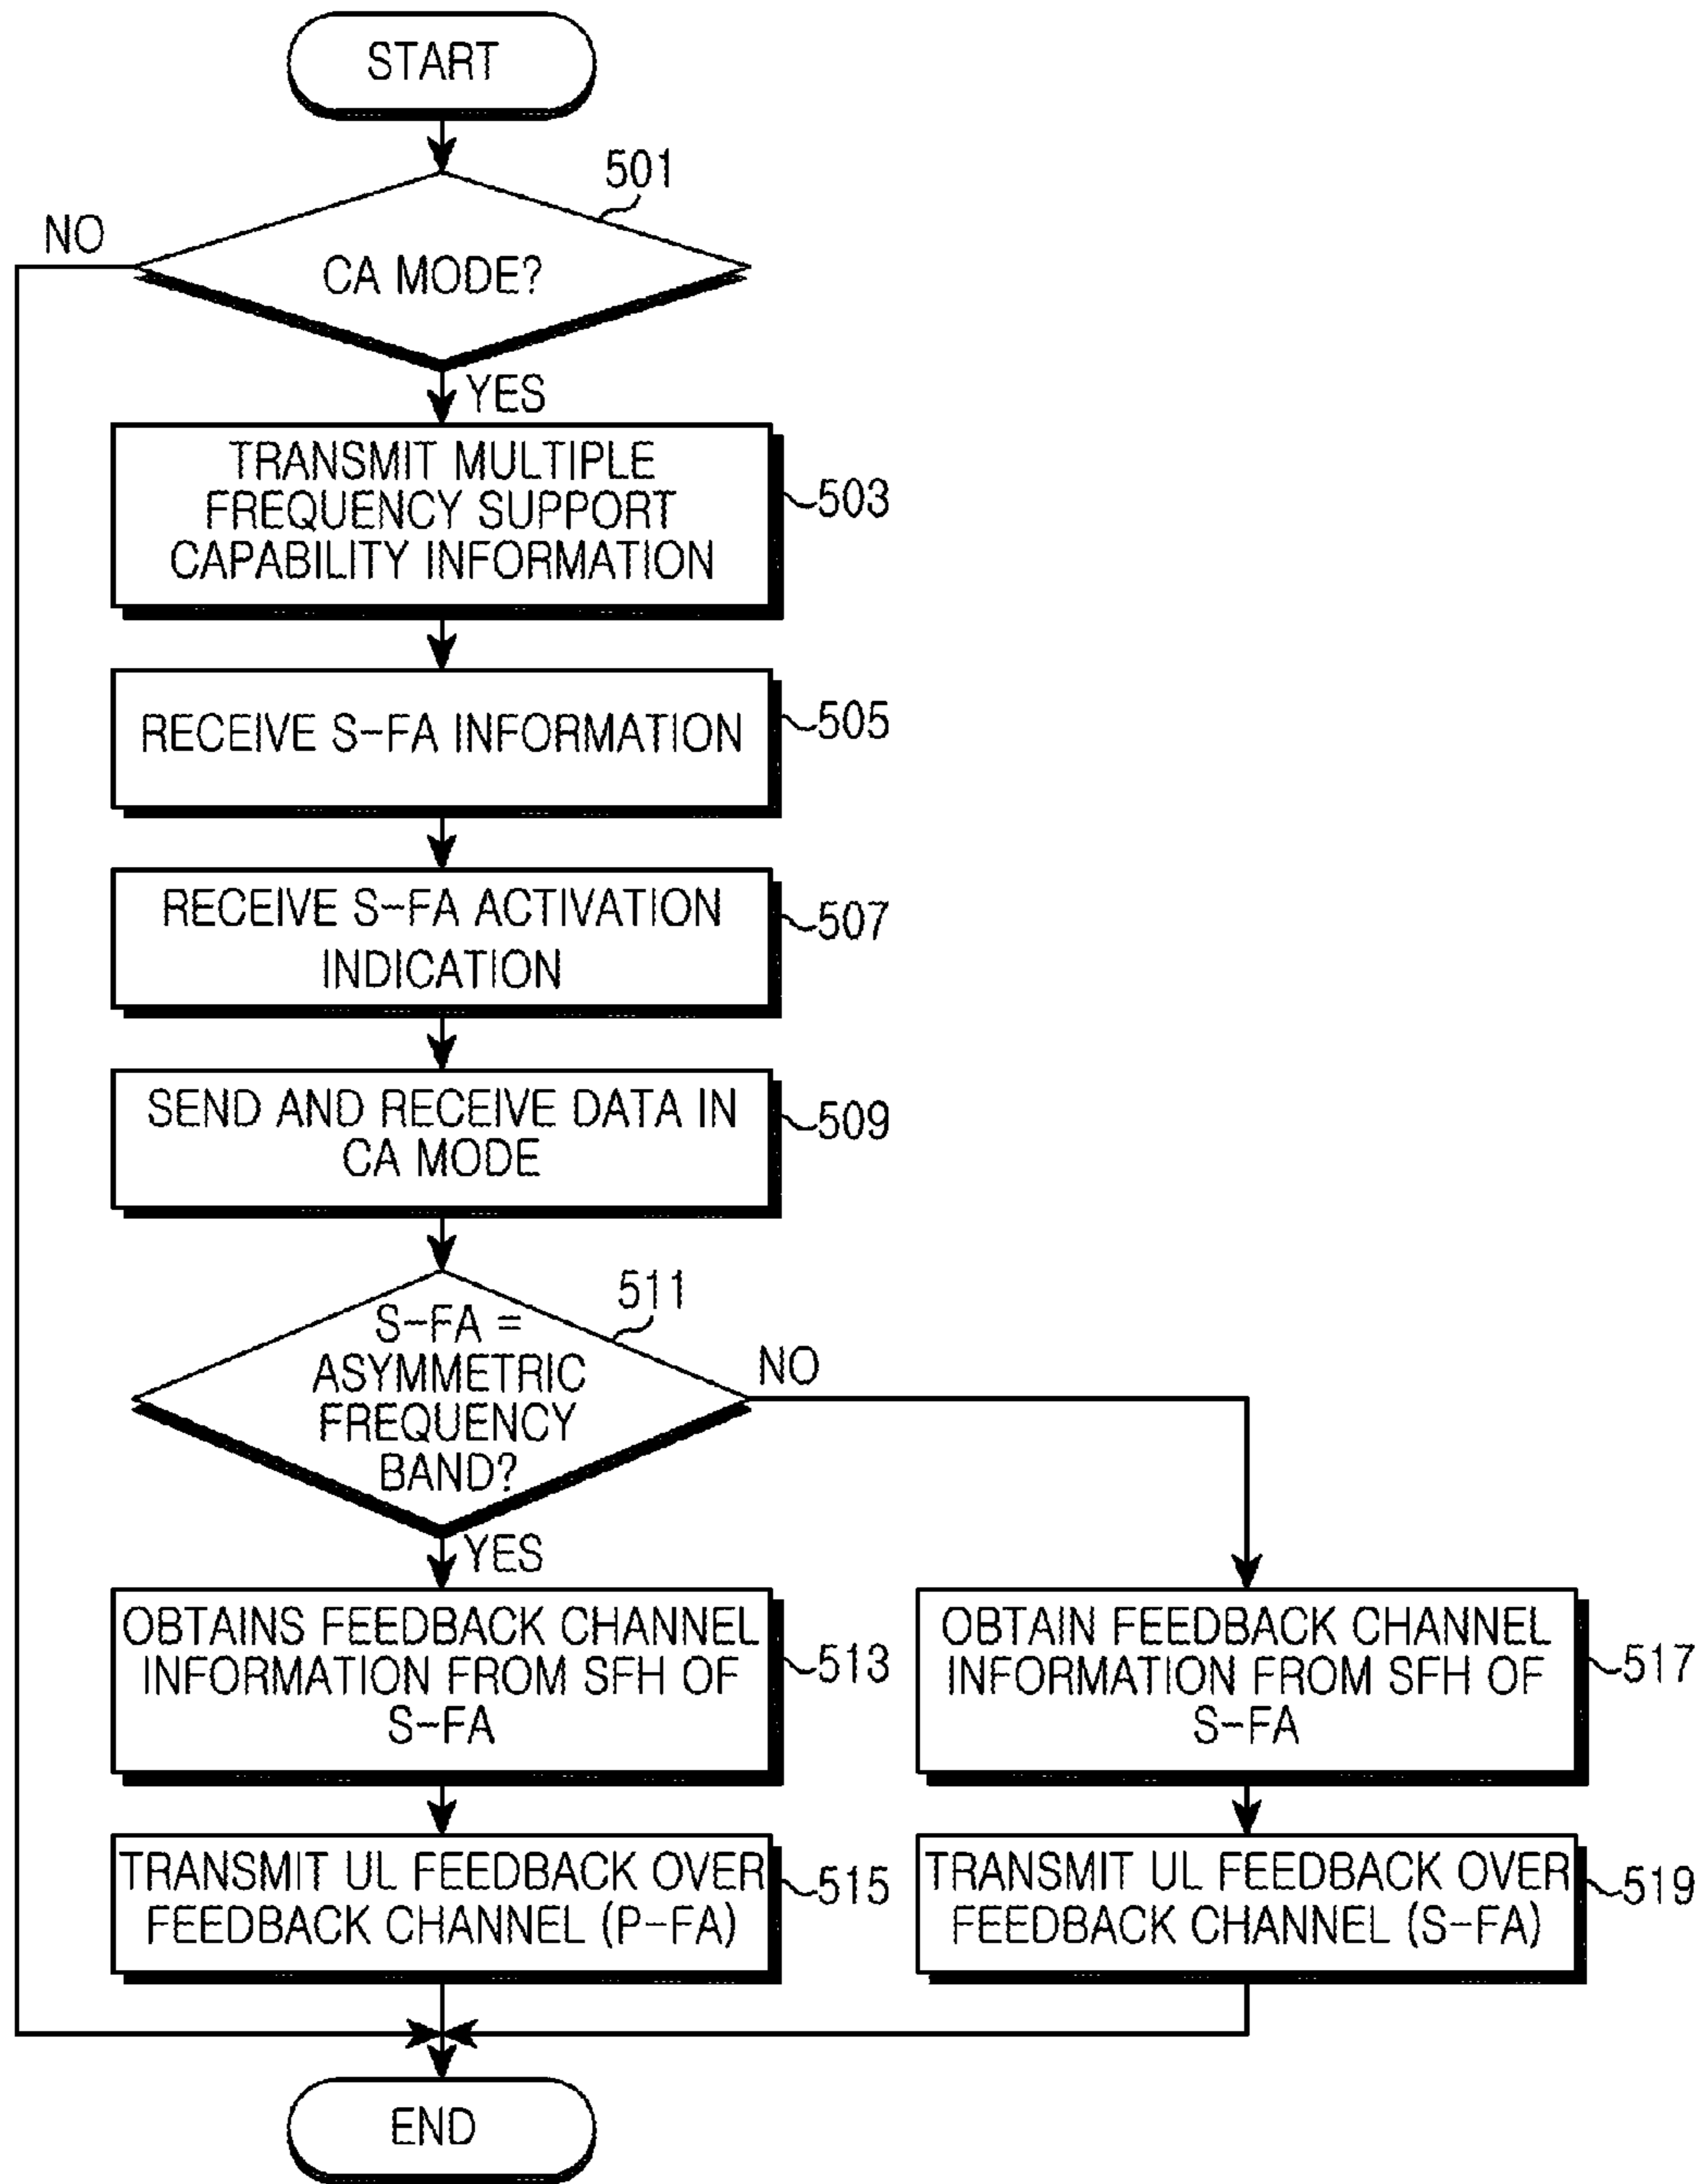 START
501
NO
CA MODE?
YES
TRANSMIT MULTIPLE
FREQUENCY SUPPORT
CAPABILITY INFORMATION
503
RECEIVE S-FA INFORMATION
505
RECEIVE S-FA ACTIVATION
INDICATION
507
SEND AND RECEIVE DATA IN
CA MODE
509
511
S-FA =
ASYMMETRIC
FREQUENCY
BAND?
NO
YES
OBTAINS FEEDBACK CHANNEL
INFORMATION FROM SFH OF
S-FA
513
OBTAIN FEEDBACK CHANNEL
INFORMATION FROM SFH OF
S-FA
517
TRANSMIT UL FEEDBACK OVER
FEEDBACK CHANNEL (P-FA)
515
TRANSMIT UL FEEDBACK OVER
FEEDBACK CHANNEL (S-FA)
519
END